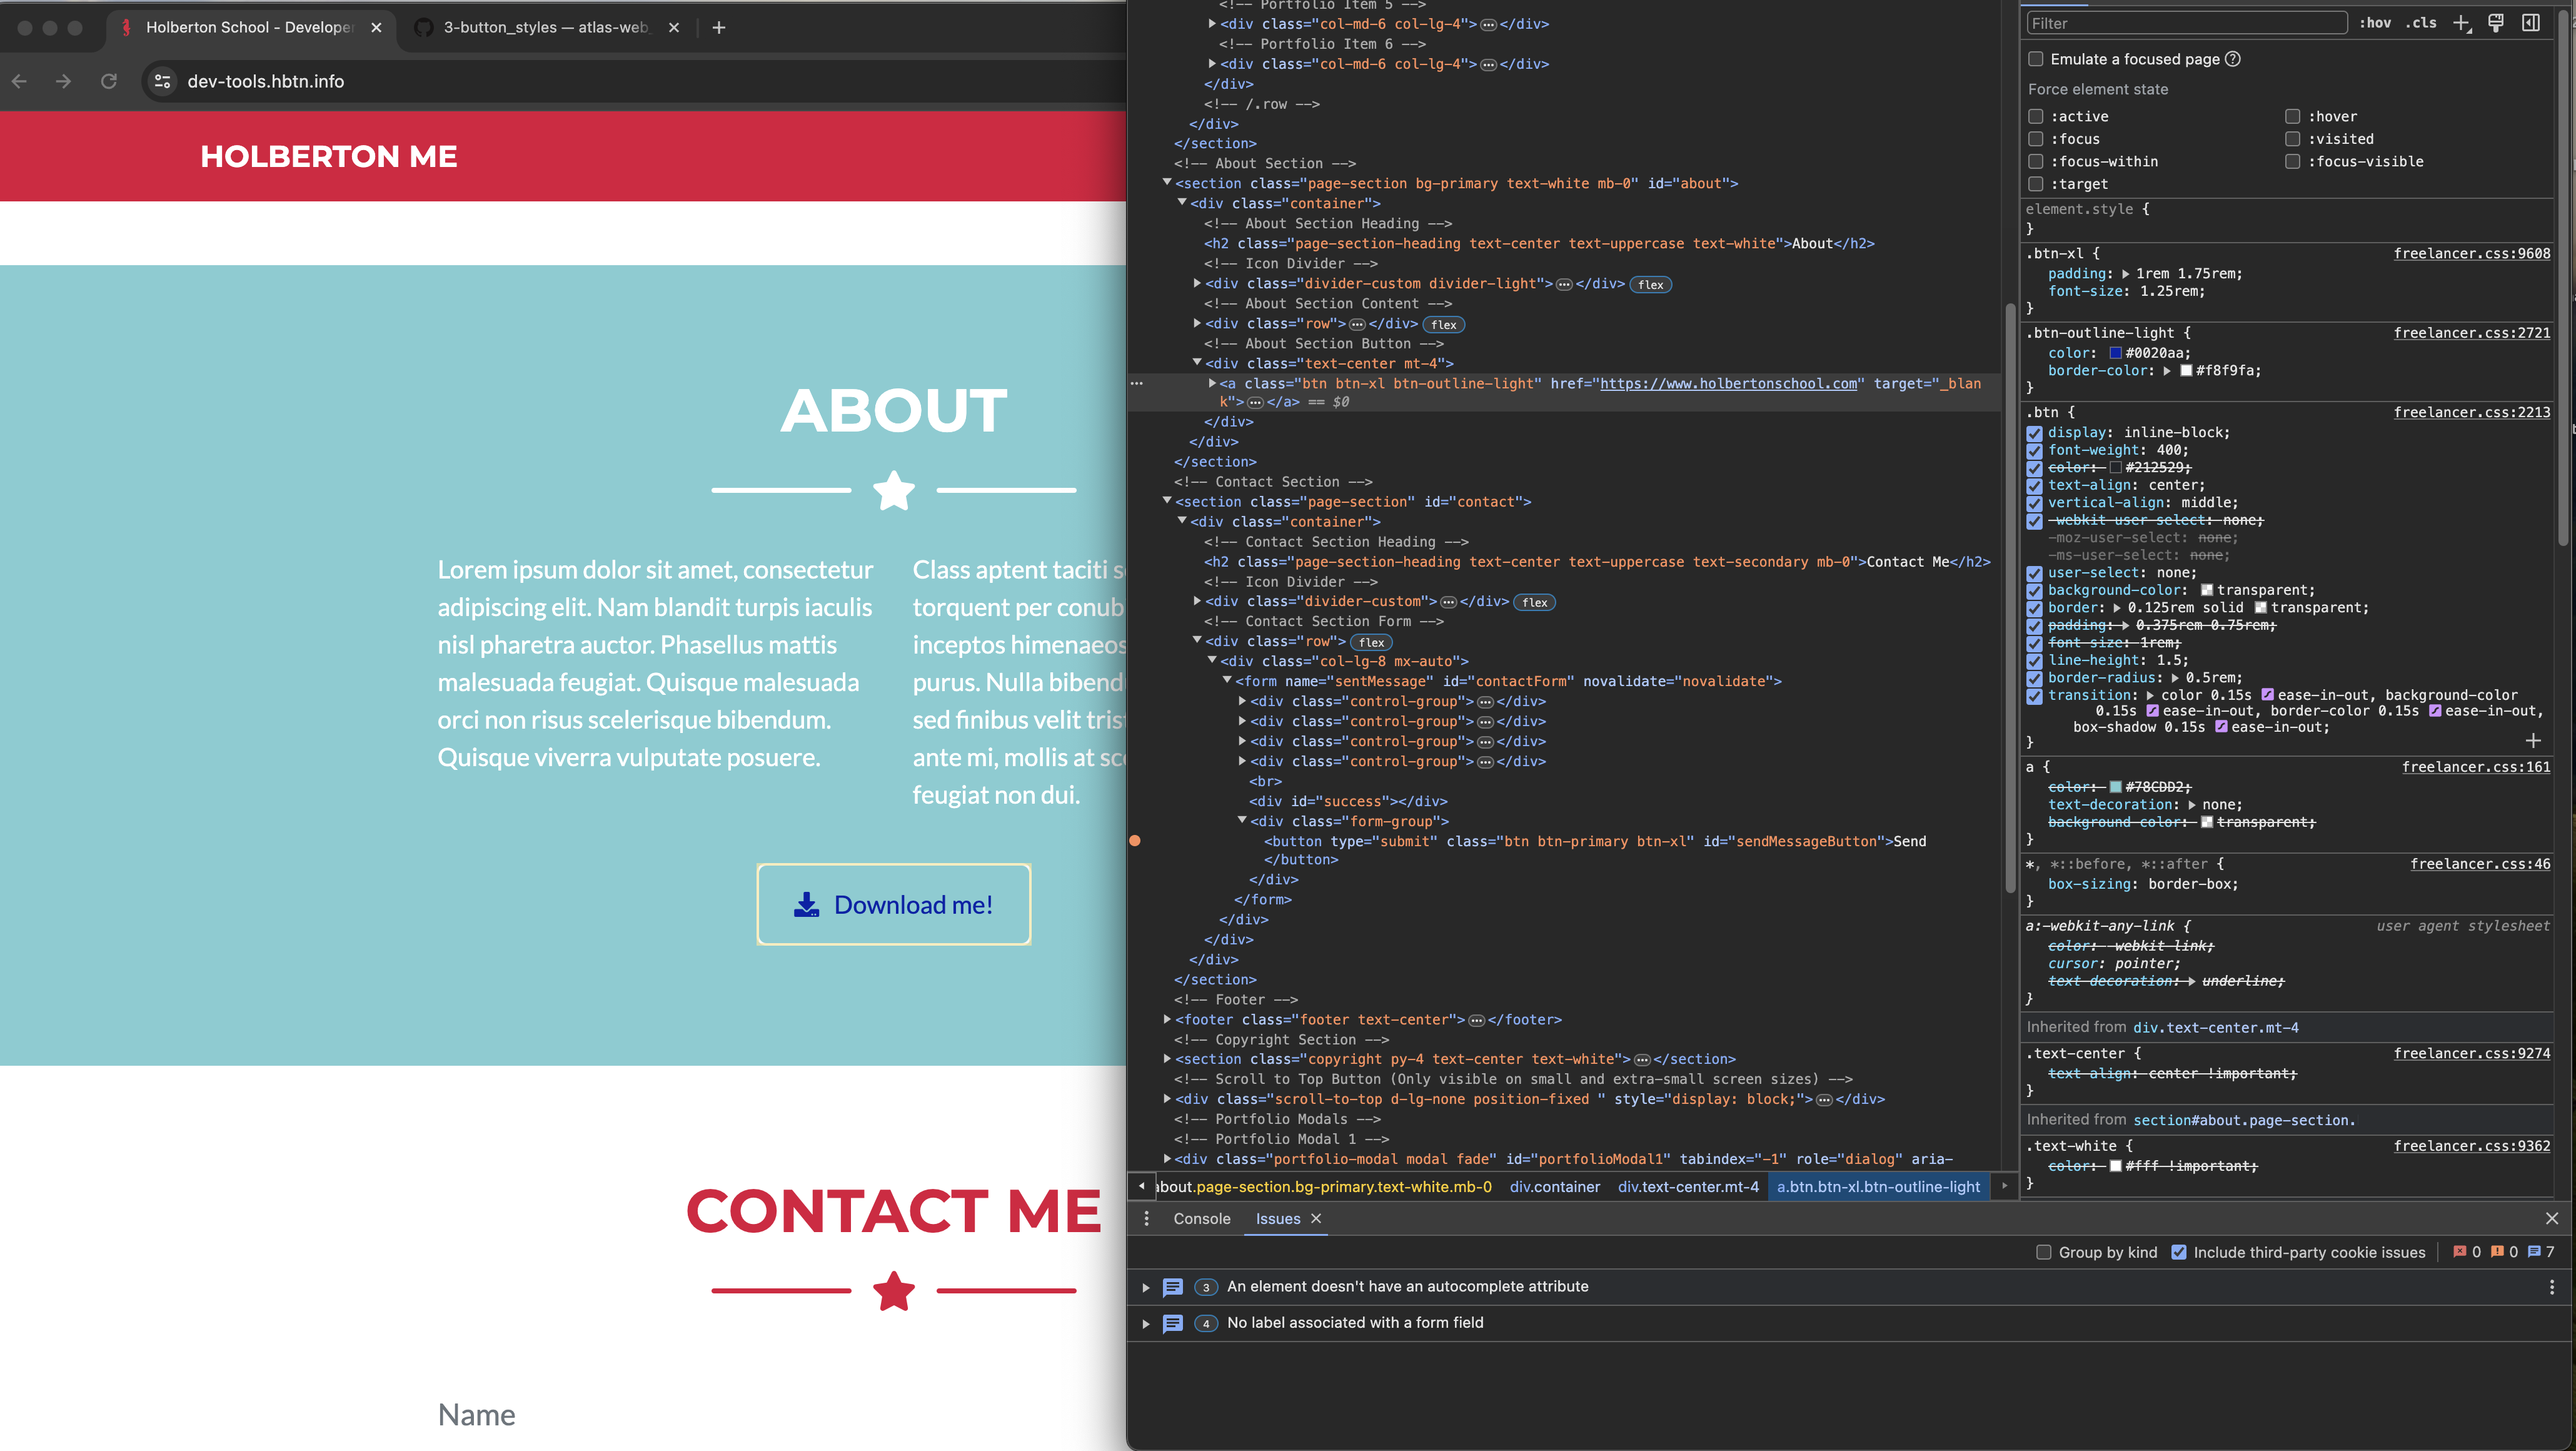 Holberton School - Developer
3-button_styles — atlas-web_
dev-tools.hbtn.info
HOLBERTON ME
ABOUT
Lorem ipsum dolor sit amet, consectetur
adipiscing elit. Nam blandit turpis iaculis
nisl pharetra auctor. Phasellus mattis
malesuada feugiat. Quisque malesuada
orci non risus scelerisque bibendum.
Quisque viverra vulputate posuere.
Class aptent taciti s
torquent per conub
inceptos himenaeos
purus. Nulla bibend
sed finibus velit trist
ante mi, mollis at sc
feugiat non dui.
Download me!
CONTACT ME
Name
<!-- Portfolio Item 5 -->
<div class="col-md-6 col-lg-4">…</div>
<!-- Portfolio Item 6 -->
<div class="col-md-6 col-lg-4">…</div>
</div>
<!-- /.row -->
</div>
</section>
<!-- About Section -->
<section class="page-section bg-primary text-white mb-0" id="about">
<div class="container">
<!-- About Section Heading -->
<h2 class="page-section-heading text-center text-uppercase text-white">About</h2>
<!-- Icon Divider -->
<div class="divider-custom divider-light">…</div> flex
<!-- About Section Content -->
<div class="row">…</div> flex
<!-- About Section Button -->
<div class="text-center mt-4">
<a class="btn btn-xl btn-outline-light" href="https://www.holbertonschool.com" target="_blan
k">…</a> == $0
</div>
</div>
</section>
<!-- Contact Section -->
<section class="page-section" id="contact">
<div class="container">
<!-- Contact Section Heading -->
<h2 class="page-section-heading text-center text-uppercase text-secondary mb-0">Contact Me</h2>
<!-- Icon Divider -->
<div class="divider-custom">…</div> flex
<!-- Contact Section Form -->
<div class="row"> flex
<div class="col-lg-8 mx-auto">
<form name="sentMessage" id="contactForm" novalidate="novalidate">
<div class="control-group">…</div>
<div class="control-group">…</div>
<div class="control-group">…</div>
<div class="control-group">…</div>
<br>
<div id="success"></div>
<div class="form-group">
<button type="submit" class="btn btn-primary btn-xl" id="sendMessageButton">Send
</button>
</div>
</form>
</div>
</div>
</div>
</section>
<!-- Footer -->
<footer class="footer text-center">…</footer>
<!-- Copyright Section -->
<section class="copyright py-4 text-center text-white">…</section>
<!-- Scroll to Top Button (Only visible on small and extra-small screen sizes) -->
<div class="scroll-to-top d-lg-none position-fixed " style="display: block;">…</div>
<!-- Portfolio Modals -->
<!-- Portfolio Modal 1 -->
<div class="portfolio-modal modal fade" id="portfolioModal1" tabindex="-1" role="dialog" aria-
about.page-section.bg-primary.text-white.mb-0 div.container div.text-center.mt-4 a.btn.btn-xl.btn-outline-light
Console Issues
Group by kind Include third-party cookie issues 0 0 7
3 An element doesn't have an autocomplete attribute
4 No label associated with a form field
Filter :hov .cls
Emulate a focused page
Force element state
:active :hover
:focus :visited
:focus-within :focus-visible
:target
element.style {
}
.btn-xl { freelancer.css:9608
padding: 1rem 1.75rem;
font-size: 1.25rem;
}
.btn-outline-light { freelancer.css:2721
color: #0020aa;
border-color: #f8f9fa;
}
.btn { freelancer.css:2213
display: inline-block;
font-weight: 400;
color: #212529;
text-align: center;
vertical-align: middle;
-webkit-user-select: none;
-moz-user-select: none;
-ms-user-select: none;
user-select: none;
background-color: transparent;
border: 0.125rem solid transparent;
padding: 0.375rem 0.75rem;
font-size: 1rem;
line-height: 1.5;
border-radius: 0.5rem;
transition: color 0.15s ease-in-out, background-color
0.15s ease-in-out, border-color 0.15s ease-in-out,
box-shadow 0.15s ease-in-out;
}
a { freelancer.css:161
color: #78CDD2;
text-decoration: none;
background-color: transparent;
}
*, *::before, *::after { freelancer.css:46
box-sizing: border-box;
}
a:-webkit-any-link { user agent stylesheet
color: -webkit-link;
cursor: pointer;
text-decoration: underline;
}
Inherited from div.text-center.mt-4
.text-center { freelancer.css:9274
text-align: center !important;
}
Inherited from section#about.page-section.
.text-white { freelancer.css:9362
color: #fff !important;
}